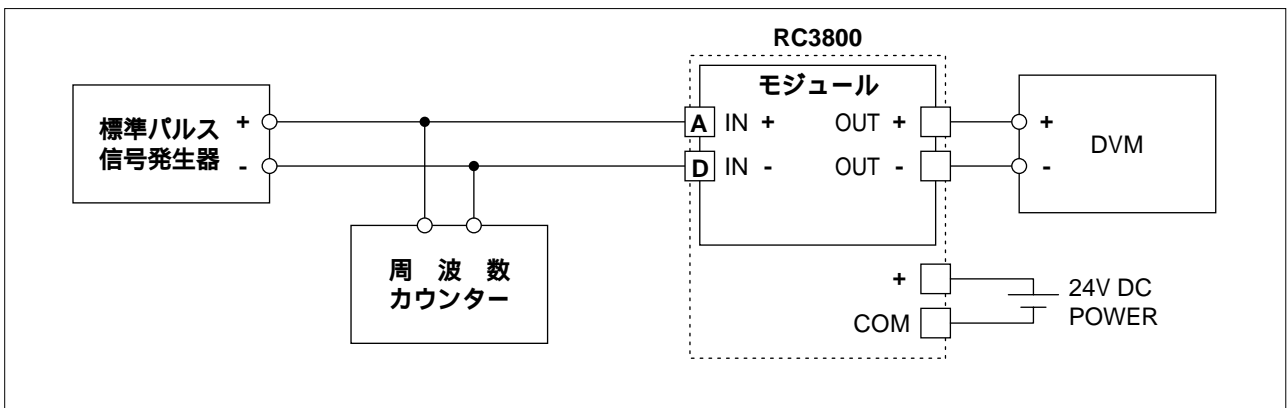 RC3800
モジュール
標準パルス
信号発生器
+
-
A IN + OUT +
D IN - OUT -
+
-
DVM
周 波 数
カウンター
+
COM
24V DC
POWER